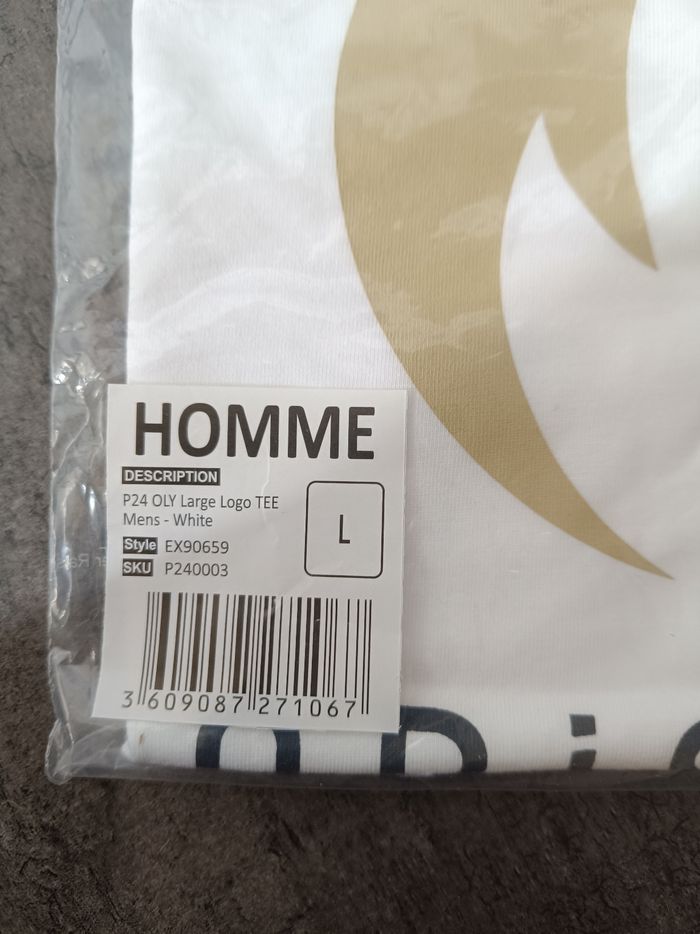 HOMME
DESCRIPTION
P24 OLY Large Logo TEE
Mens - White
L
Style EX90659
SKU P240003
3 609087 271067